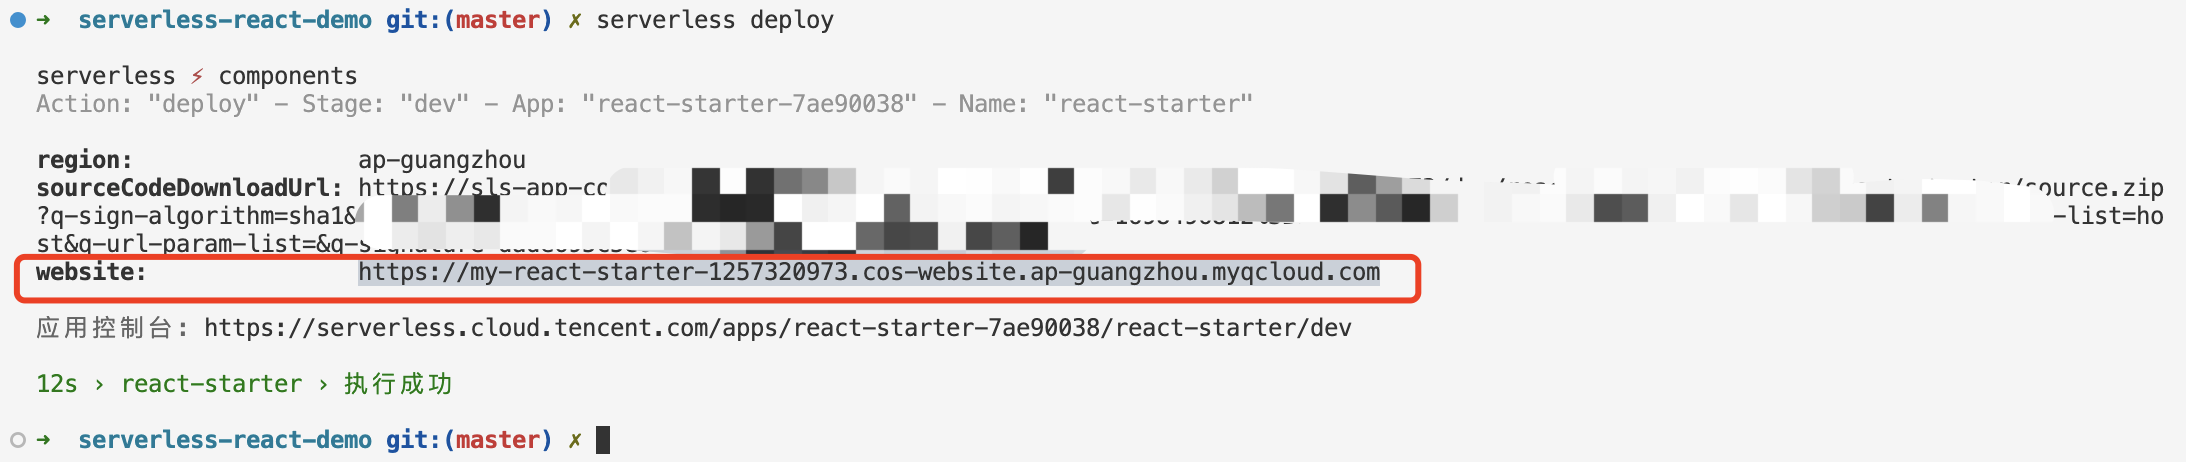 ➜ serverless-react-demo git:(master) ✗ serverless deploy
serverless ⚡ components
Action: "deploy" - Stage: "dev" - App: "react-starter-7ae90038" - Name: "react-starter"
region: ap-guangzhou
sourceCodeDownloadUrl: https://sls-app-co /source.zip
?q-sign-algorithm=sha1& -list=ho
st&q-url-param-list=&q-signature
website: https://my-react-starter-1257320973.cos-website.ap-guangzhou.myqcloud.com
应用控制台: https://serverless.cloud.tencent.com/apps/react-starter-7ae90038/react-starter/dev
12s › react-starter › 执行成功
➜ serverless-react-demo git:(master) ✗